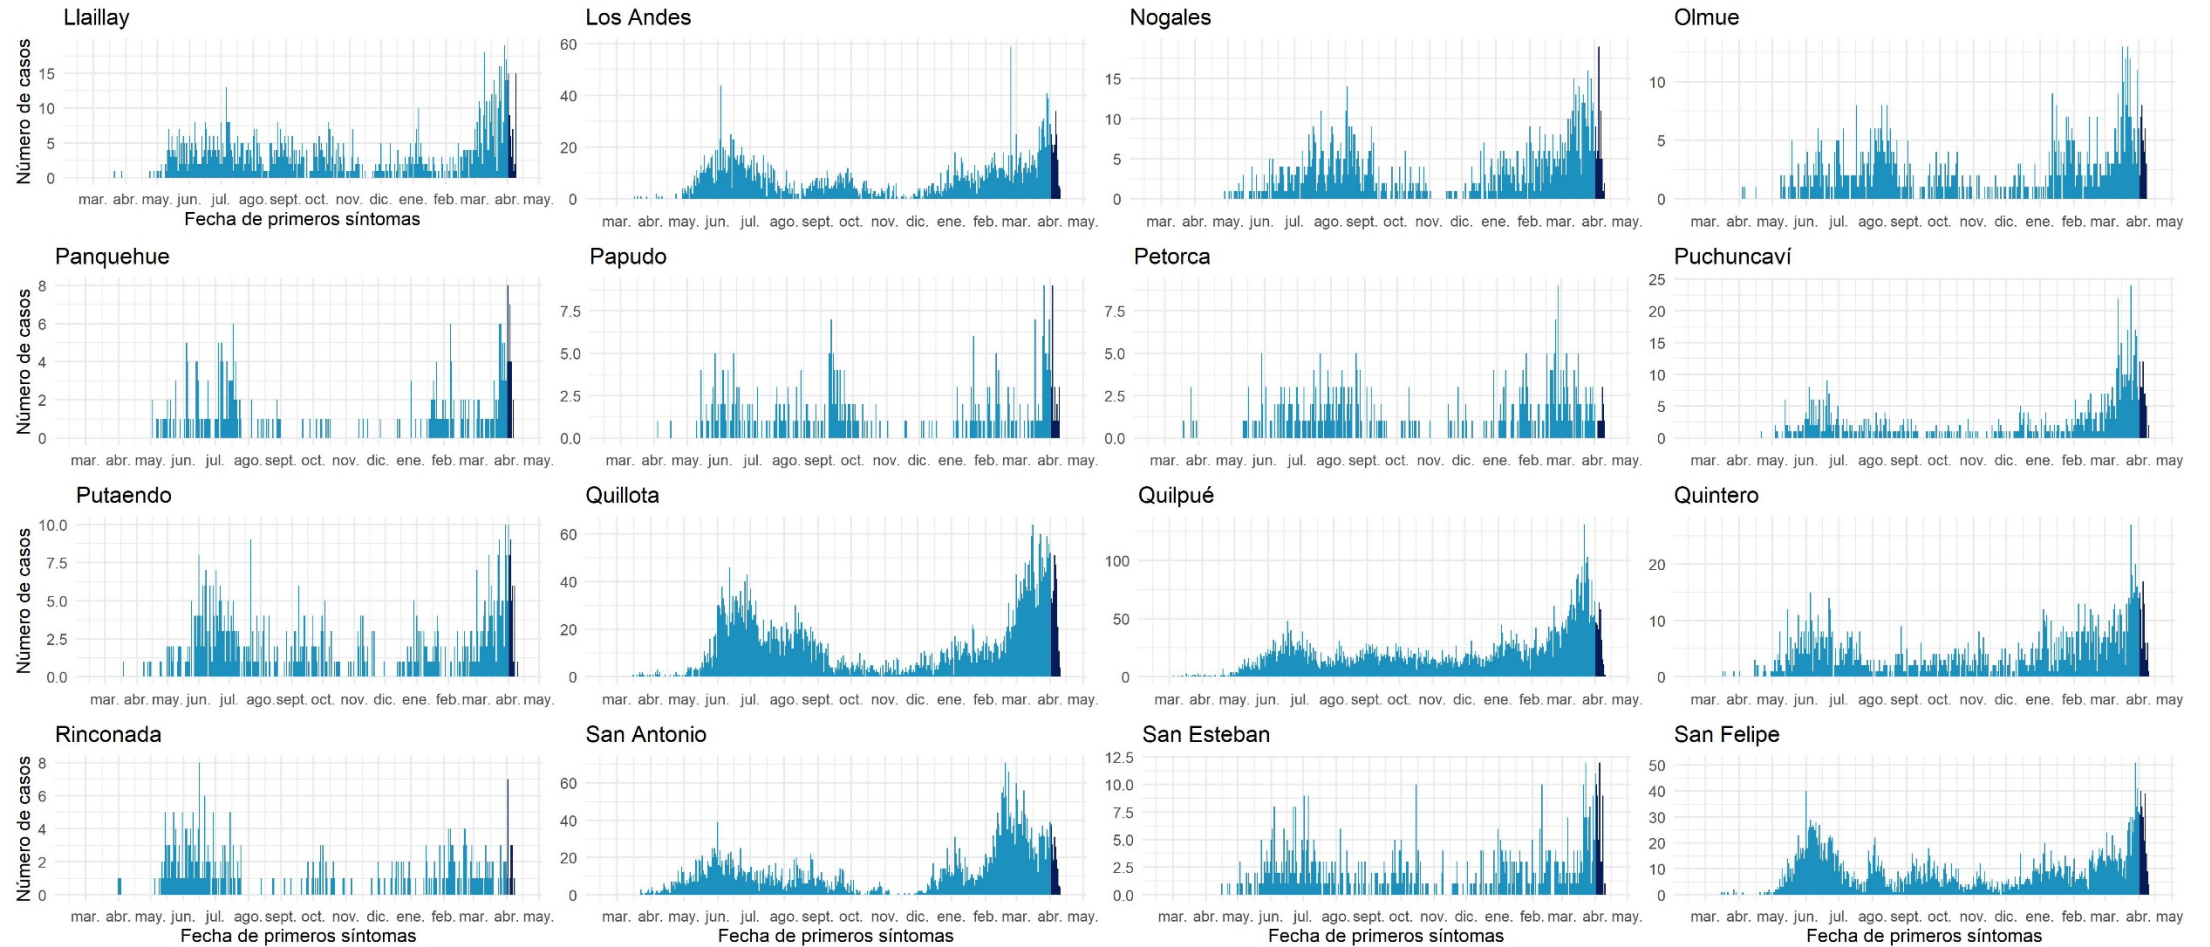 Llaillay
Los Andes
Nogales
Olmue
Número de casos
15
10
5
0
60
40
20
0
15
10
5
0
10
5
0
mar. abr. may. jun. jul. ago. sept. oct. nov. dic. ene. feb. mar. abr. may.
mar. abr. may. jun. jul. ago. sept. oct. nov. dic. ene. feb. mar. abr. may.
mar. abr. may. jun. jul. ago. sept. oct. nov. dic. ene. feb. mar. abr. may.
mar. abr. may. jun. jul. ago. sept. oct. nov. dic. ene. feb. mar. abr. may
Fecha de primeros síntomas
Panquehue
Papudo
Petorca
Puchuncaví
Número de casos
8
6
4
2
0
7.5
5.0
2.5
0.0
7.5
5.0
2.5
0.0
25
20
15
10
5
0
mar. abr. may. jun. jul. ago. sept. oct. nov. dic. ene. feb. mar. abr. may.
mar. abr. may. jun. jul. ago. sept. oct. nov. dic. ene. feb. mar. abr. may.
mar. abr. may. jun. jul. ago. sept. oct. nov. dic. ene. feb. mar. abr. may.
mar. abr. may. jun. jul. ago. sept. oct. nov. dic. ene. feb. mar. abr. may
Putaendo
Quillota
Quilpué
Quintero
Número de casos
10.0
7.5
5.0
2.5
0.0
60
40
20
0
100
50
0
20
10
0
mar. abr. may. jun. jul. ago. sept. oct. nov. dic. ene. feb. mar. abr. may.
mar. abr. may. jun. jul. ago. sept. oct. nov. dic. ene. feb. mar. abr. may.
mar. abr. may. jun. jul. ago. sept. oct. nov. dic. ene. feb. mar. abr. may.
mar. abr. may. jun. jul. ago. sept. oct. nov. dic. ene. feb. mar. abr. may
Rinconada
San Antonio
San Esteban
San Felipe
Número de casos
8
6
4
2
0
60
40
20
0
12.5
10.0
7.5
5.0
2.5
0.0
50
40
30
20
10
0
mar. abr. may. jun. jul. ago. sept. oct. nov. dic. ene. feb. mar. abr. may.
mar. abr. may. jun. jul. ago. sept. oct. nov. dic. ene. feb. mar. abr. may.
mar. abr. may. jun. jul. ago. sept. oct. nov. dic. ene. feb. mar. abr. may.
mar. abr. may. jun. jul. ago. sept. oct. nov. dic. ene. feb. mar. abr. may
Fecha de primeros síntomas
Fecha de primeros síntomas
Fecha de primeros síntomas
Fecha de primeros síntomas